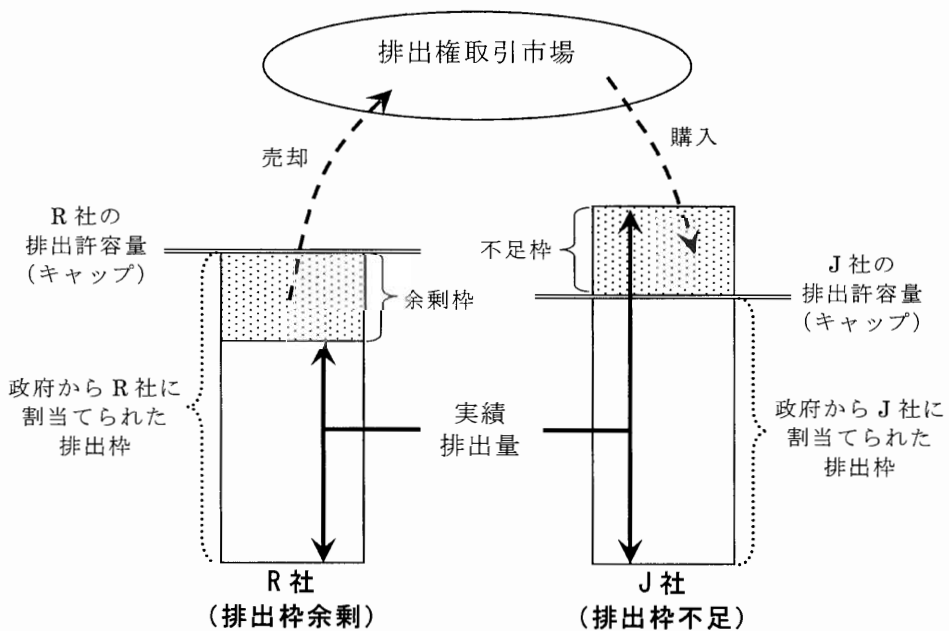 排出権取引市場
売却
購入
R社の
排出許容量
(キャップ)
不足枠
J社の
排出許容量
(キャップ)
余剰枠
政府からR社に
割当てられた
排出枠
実績
排出量
政府からJ社に
割当てられた
排出枠
R社
(排出枠余剰)
J社
(排出枠不足)